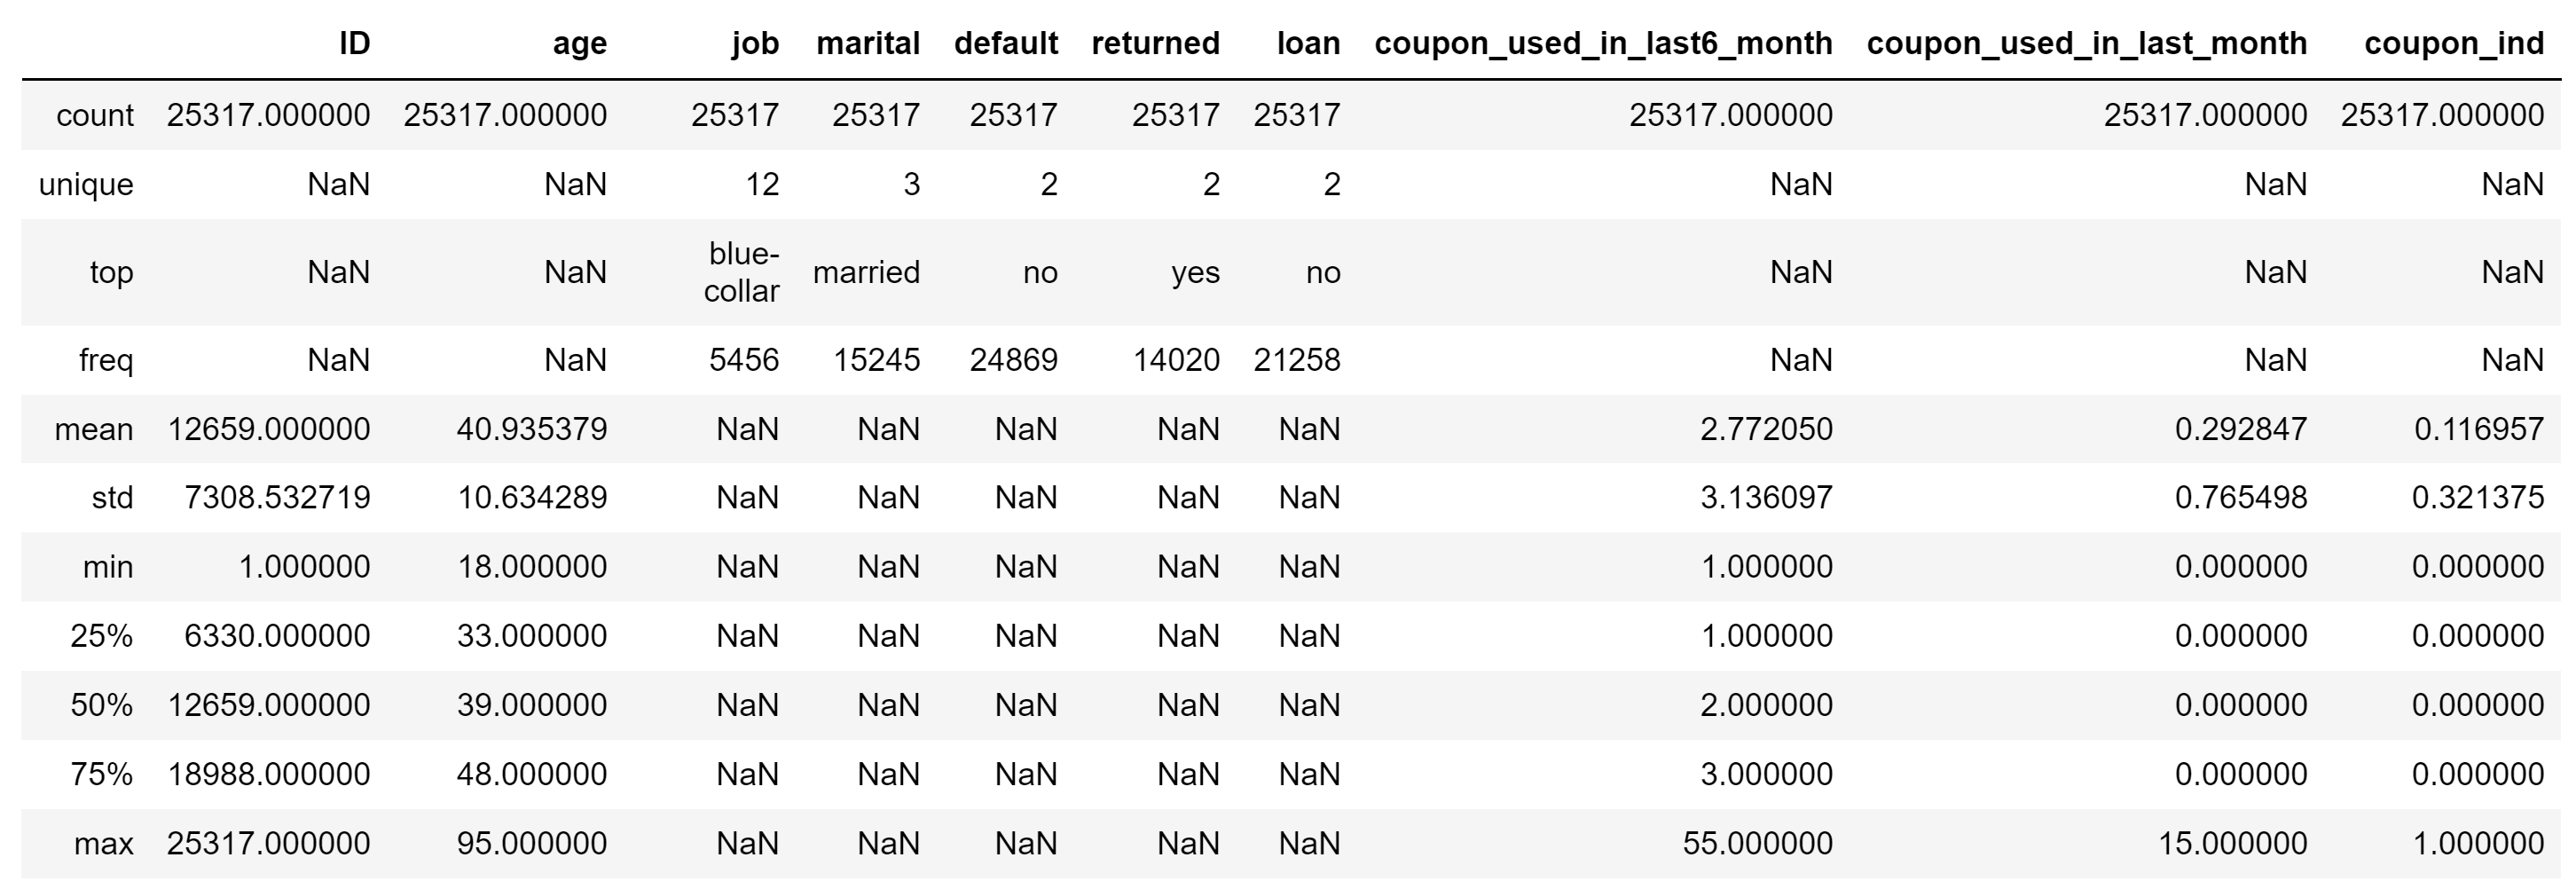 ID age job marital default returned loan coupon_used_in_last6_month coupon_used_in_last_month coupon_ind
count 25317.000000 25317.000000 25317 25317 25317 25317 25317 25317.000000 25317.000000 25317.000000
unique NaN NaN 12 3 2 2 2 NaN NaN NaN
top NaN NaN blue-collar married no yes no NaN NaN NaN
freq NaN NaN 5456 15245 24869 14020 21258 NaN NaN NaN
mean 12659.000000 40.935379 NaN NaN NaN NaN NaN 2.772050 0.292847 0.116957
std 7308.532719 10.634289 NaN NaN NaN NaN NaN 3.136097 0.765498 0.321375
min 1.000000 18.000000 NaN NaN NaN NaN NaN 1.000000 0.000000 0.000000
25% 6330.000000 33.000000 NaN NaN NaN NaN NaN 1.000000 0.000000 0.000000
50% 12659.000000 39.000000 NaN NaN NaN NaN NaN 2.000000 0.000000 0.000000
75% 18988.000000 48.000000 NaN NaN NaN NaN NaN 3.000000 0.000000 0.000000
max 25317.000000 95.000000 NaN NaN NaN NaN NaN 55.000000 15.000000 1.000000